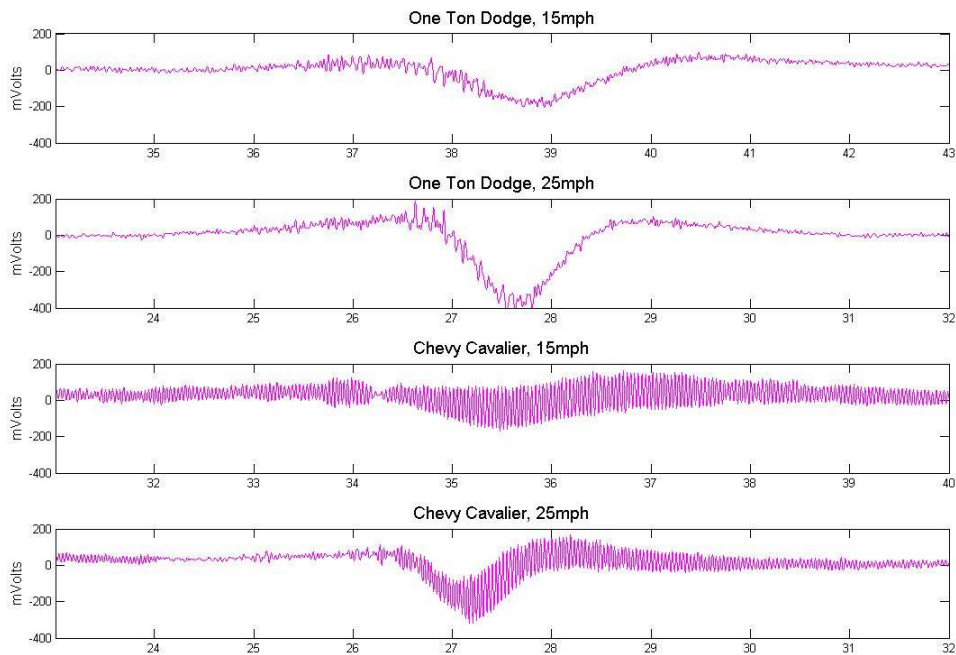 One Ton Dodge, 15mph
200
0
-200
-400
mVolts
35 36 37 38 39 40 41 42 43
One Ton Dodge, 25mph
200
0
-200
-400
mVolts
24 25 26 27 28 29 30 31 32
Chevy Cavalier, 15mph
200
0
-200
-400
mVolts
32 33 34 35 36 37 38 39 40
Chevy Cavalier, 25mph
200
0
-200
-400
mVolts
24 25 26 27 28 29 30 31 32